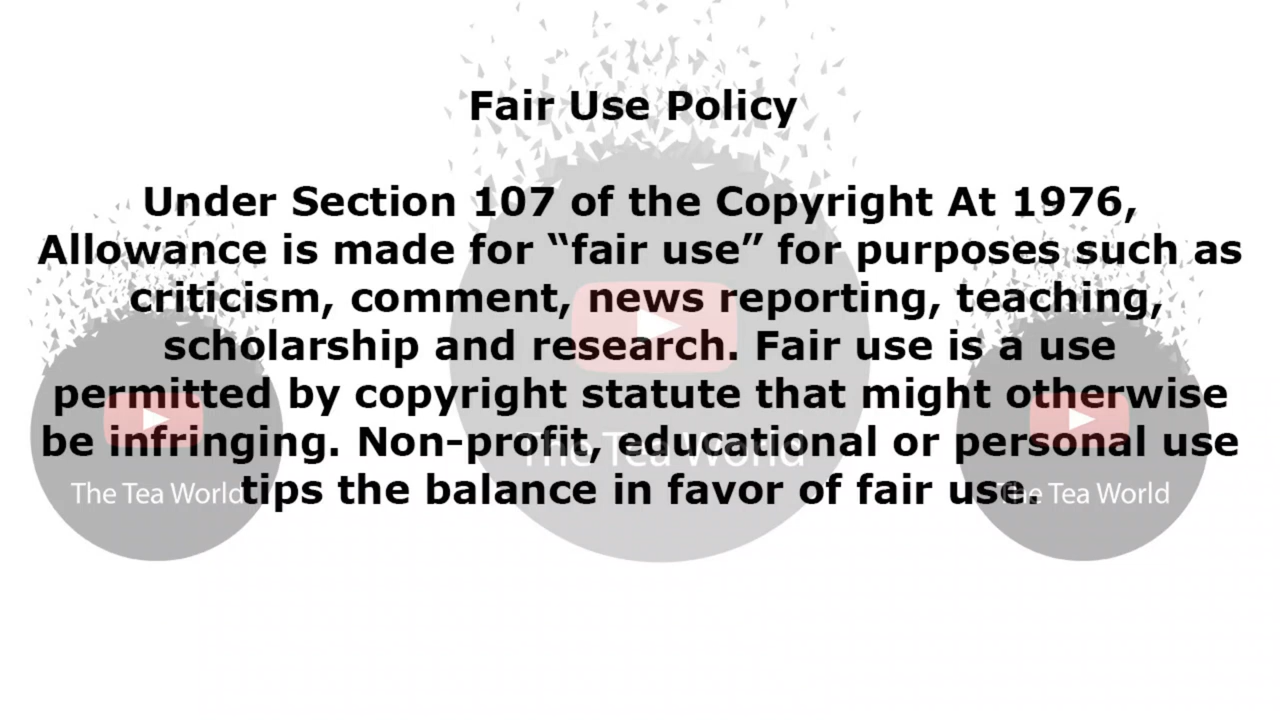 Fair Use Policy
Under Section 107 of the Copyright At 1976,
Allowance is made for “fair use” for purposes such as
criticism, comment, news reporting, teaching,
scholarship and research. Fair use is a use
permitted by copyright statute that might otherwise
be infringing. Non-profit, educational or personal use
tips the balance in favor of fair use.
The Tea World
The Tea World
The Tea World